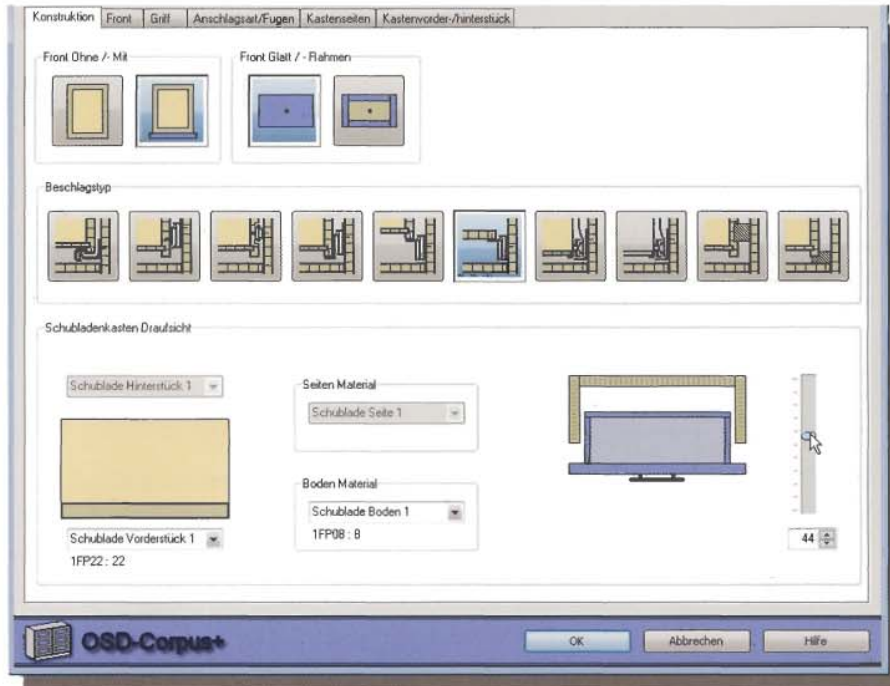 Konstruktion Front Griff Anschlagsart/Fugen Kastenseiten Kastenvorder-/hinterstück
Front Ohne /- Mit
Front Glatt / - Rahmen
Beschlagstyp
Schubladenkasten Draufsicht
Schublade Hinterstück 1
Seiten Material
Schublade Seite 1
Boden Material
Schublade Boden 1
1FP08 : 8
Schublade Vorderstück 1
1FP22 : 22
44
OSD-Corpus+
OK Abbrechen Hilfe